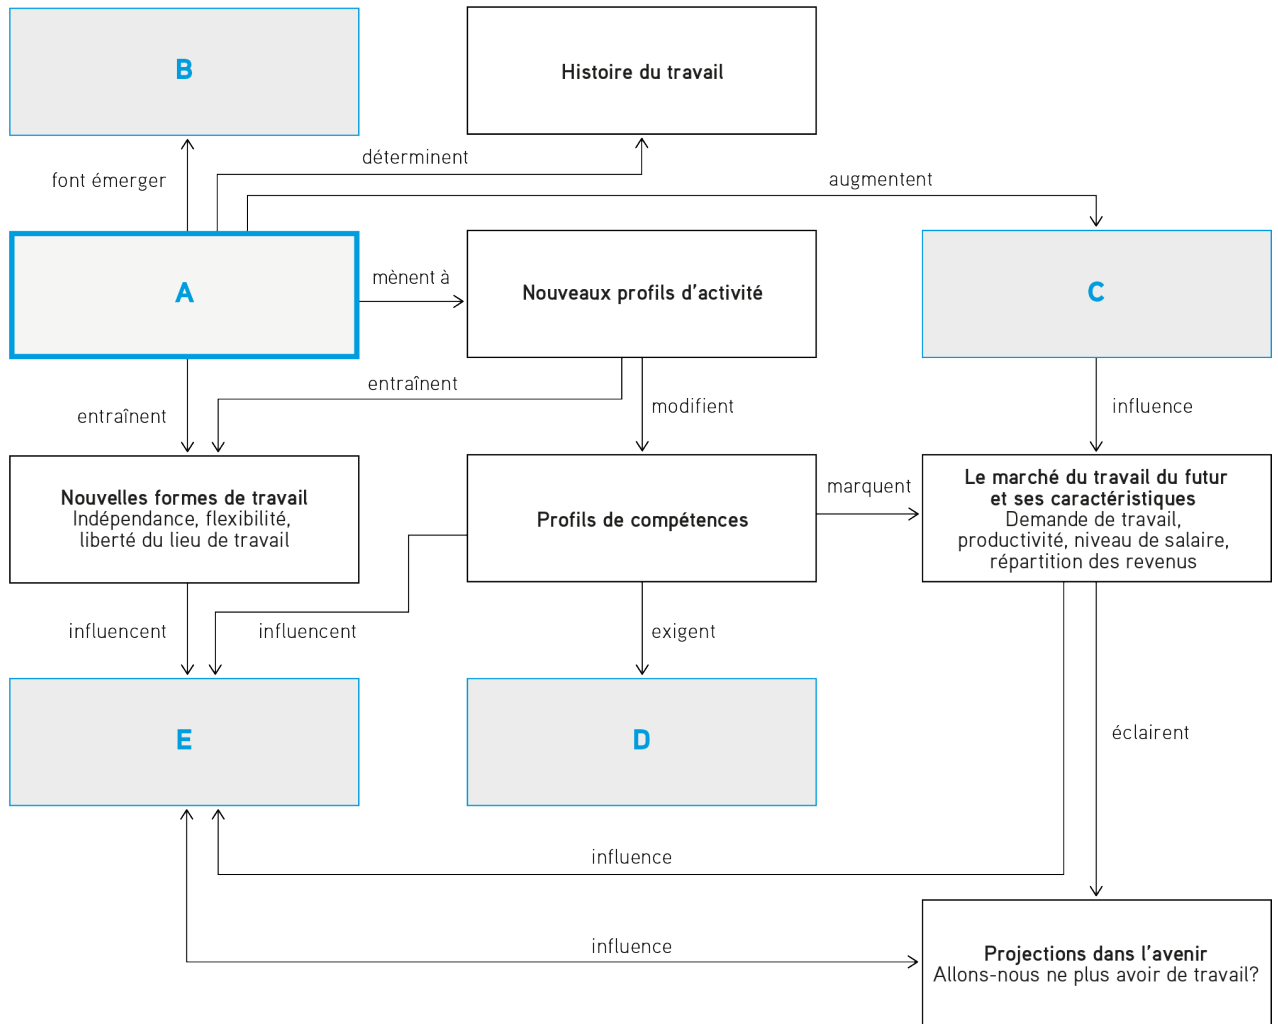 B
Histoire du travail
déterminent
font émerger
augmentent
A
mènent à
Nouveaux profils d’activité
C
entraînent
entraînent
modifient
influence
Nouvelles formes de travail
Indépendance, flexibilité,
liberté du lieu de travail
Profils de compétences
marquent
Le marché du travail du futur
et ses caractéristiques
Demande de travail,
productivité, niveau de salaire,
répartition des revenus
influencent
influencent
exigent
E
D
éclairent
influence
influence
Projections dans l’avenir
Allons-nous ne plus avoir de travail?